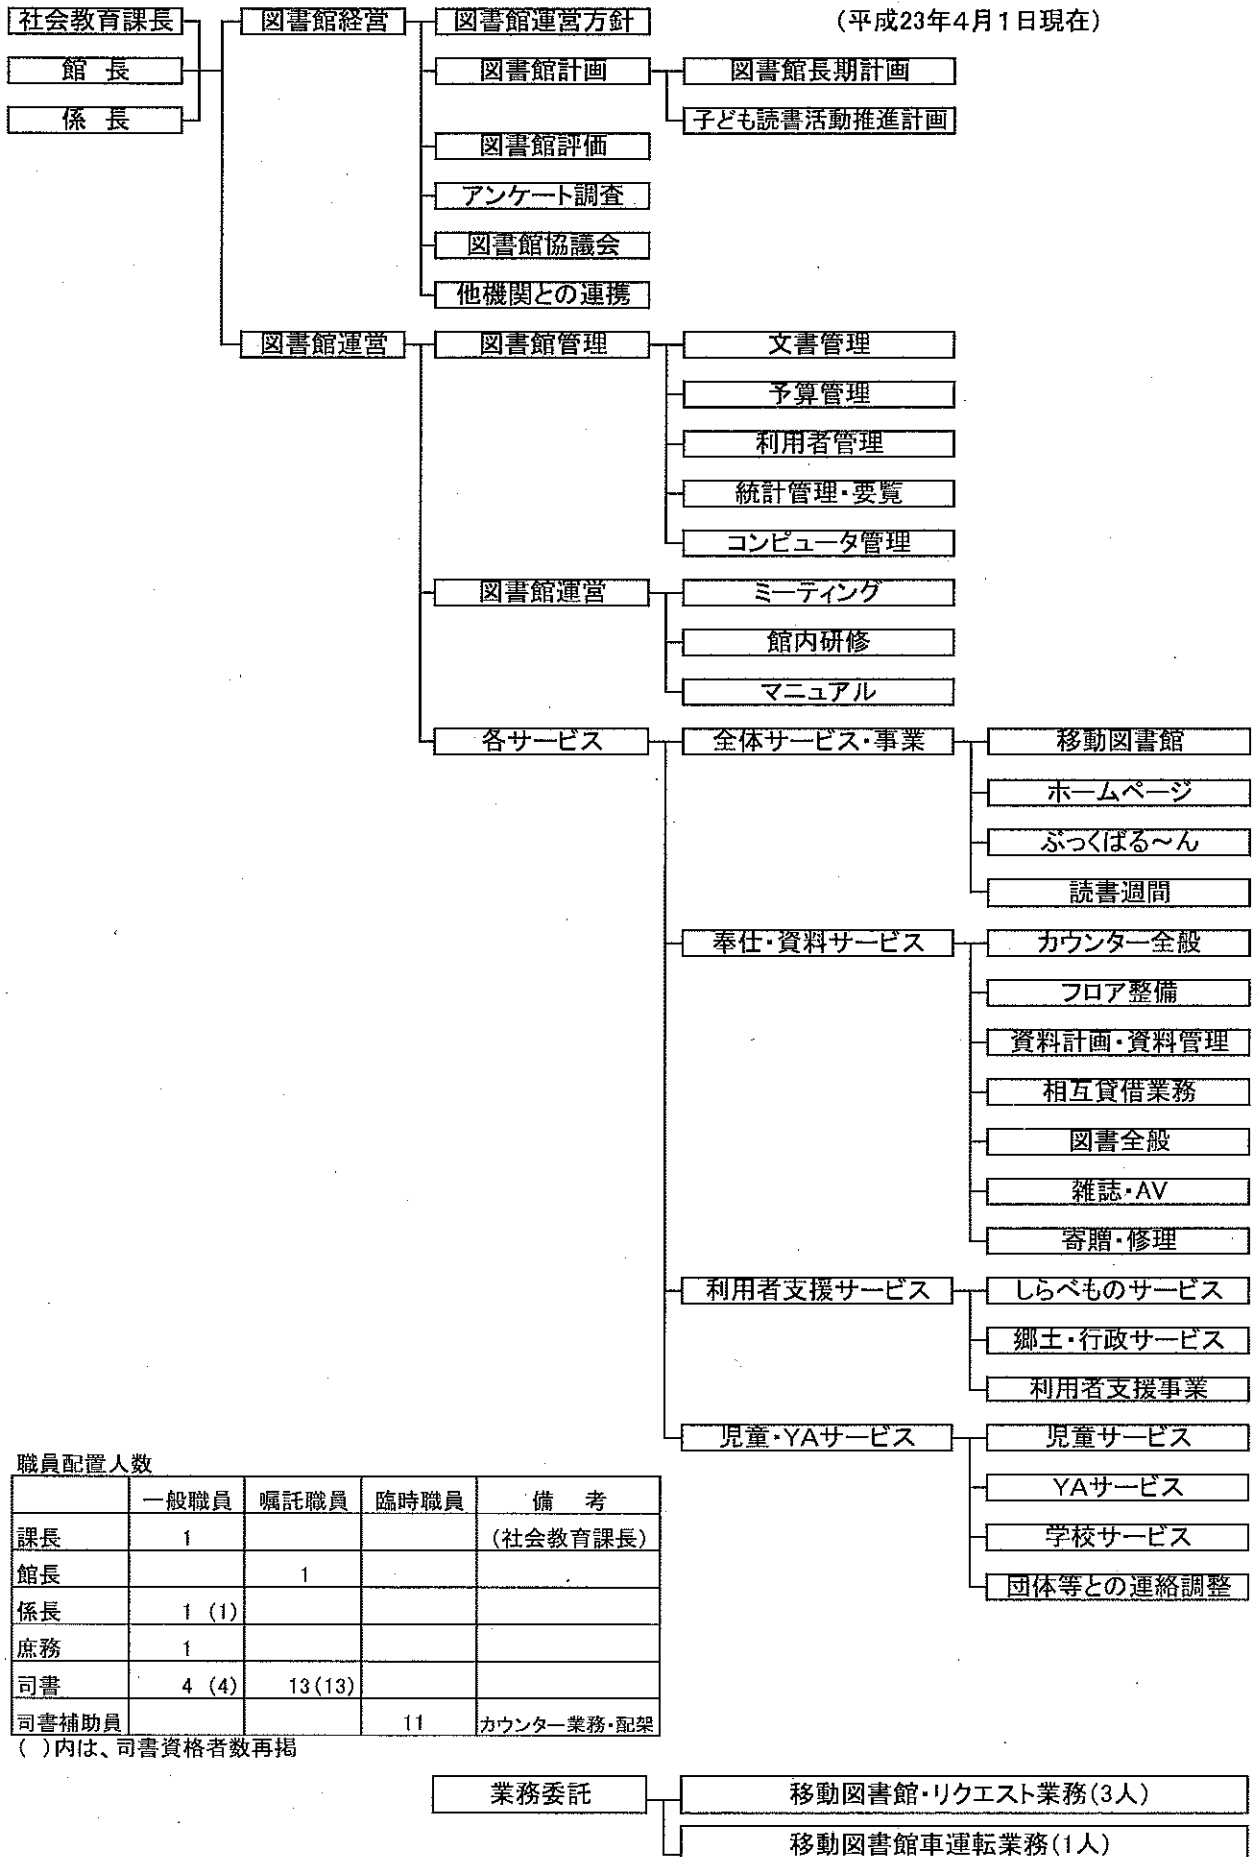 (平成23年4月1日現在)
社会教育課長
館 長
係 長
図書館経営
図書館運営方針
図書館計画
図書館長期計画
子ども読書活動推進計画
図書館評価
アンケート調査
図書館協議会
他機関との連携
図書館運営
図書館管理
文書管理
予算管理
利用者管理
統計管理・要覧
コンピュータ管理
図書館運営
ミーティング
館内研修
マニュアル
各サービス
全体サービス・事業
移動図書館
ホームページ
ぶっくぱる~ん
読書週間
奉仕・資料サービス
カウンター全般
フロア整備
資料計画・資料管理
相互貸借業務
図書全般
雑誌・AV
寄贈・修理
利用者支援サービス
しらべものサービス
郷土・行政サービス
利用者支援事業
児童・YAサービス
児童サービス
YAサービス
学校サービス
団体等との連絡調整
職員配置人数
一般職員 嘱託職員 臨時職員 備 考
課長 1 (社会教育課長)
館長 1
係長 1 (1)
庶務 1
司書 4 (4) 13(13)
司書補助員 11 カウンター業務・配架
( )内は、司書資格者数再掲
業務委託
移動図書館・リクエスト業務(3人)
移動図書館車運転業務(1人)